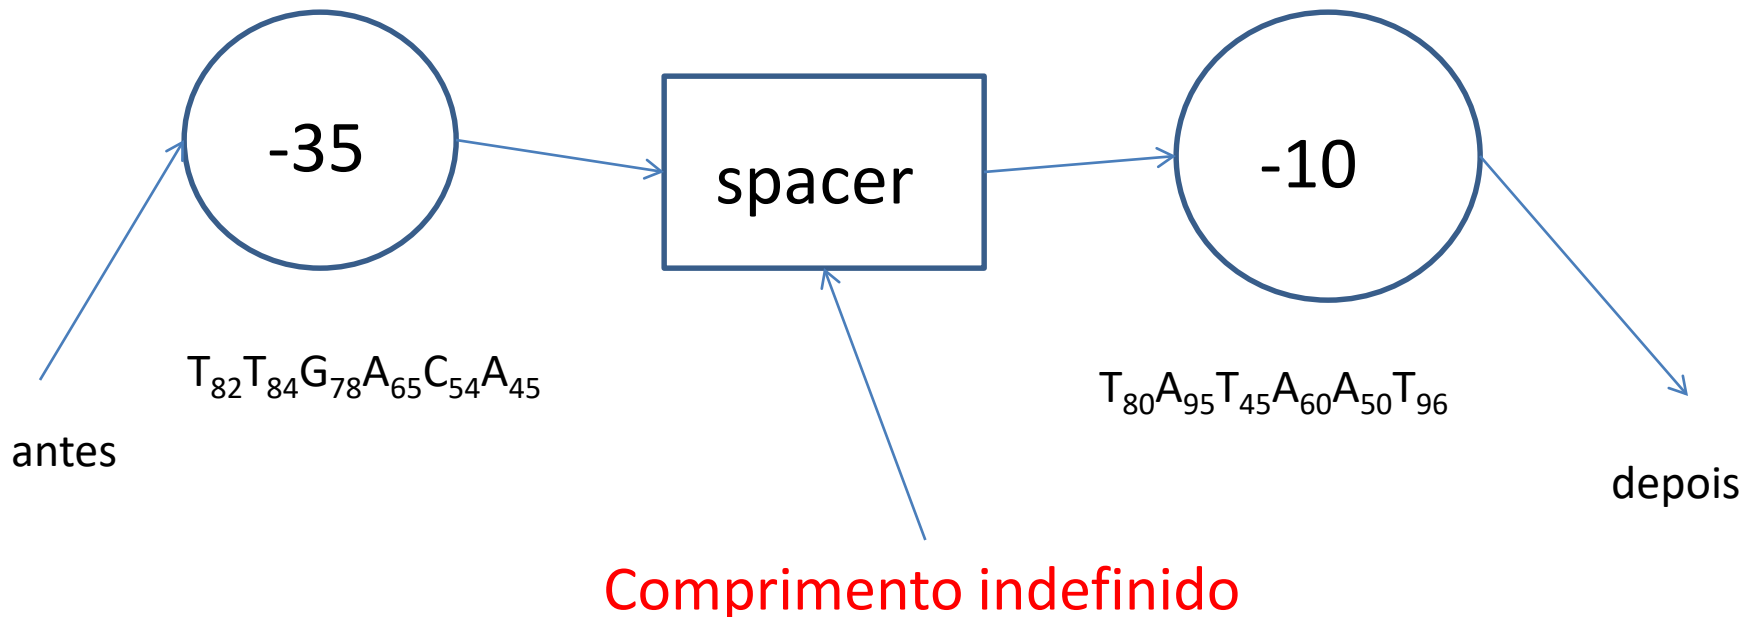 -35
spacer
-10
T₈₂T₈₄G₇₈A₆₅C₅₄A₄₅
T₈₀A₉₅T₄₅A₆₀A₅₀T₉₆
antes
depois
Comprimento indefinido